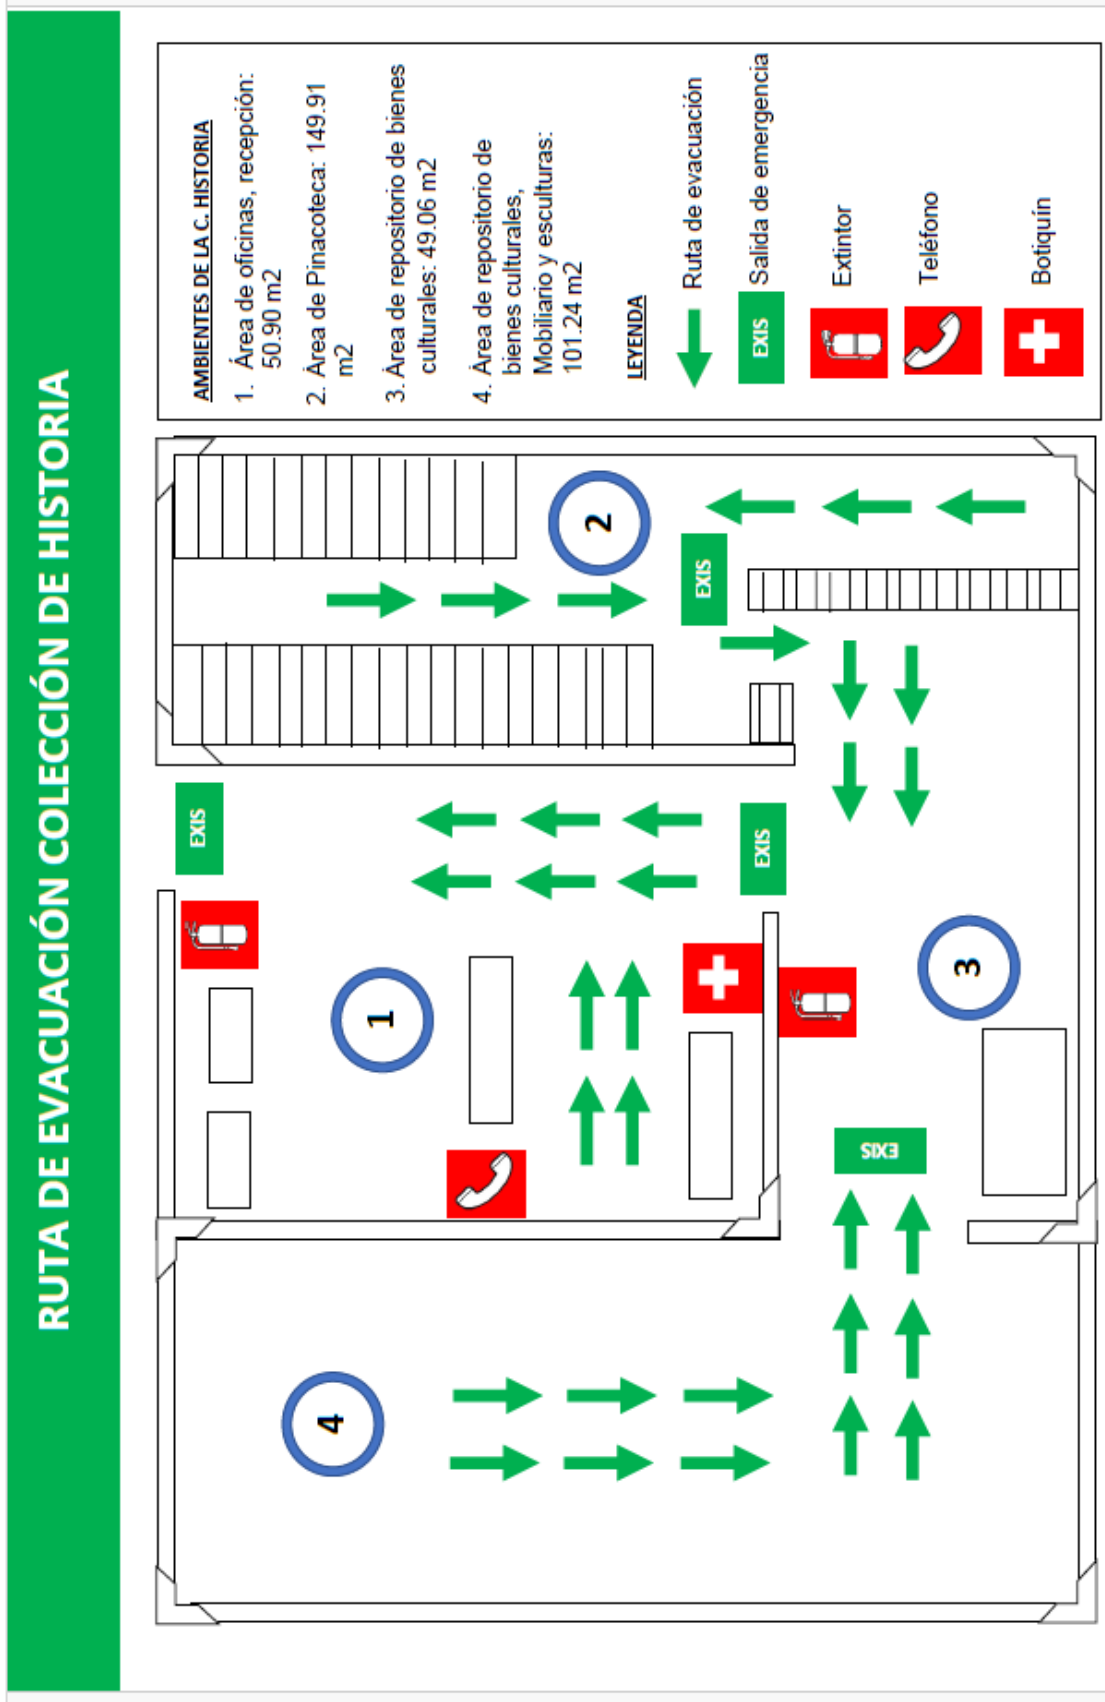 RUTA DE EVACUACIÓN COLECCIÓN DE HISTORIA
AMBIENTES DE LA C. HISTORIA
1. Área de oficinas, recepción:
50.90 m2
2. Área de Pinacoteca: 149.91
m2
3. Área de repositorio de bienes
culturales: 49.06 m2
4. Área de repositorio de
bienes culturales,
Mobiliario y esculturas:
101.24 m2
LEYENDA
Ruta de evacuación
EXIS
Salida de emergencia
Extintor
Teléfono
Botiquín
EXIS
EXIS
EXIS
EXIS
1
2
3
4